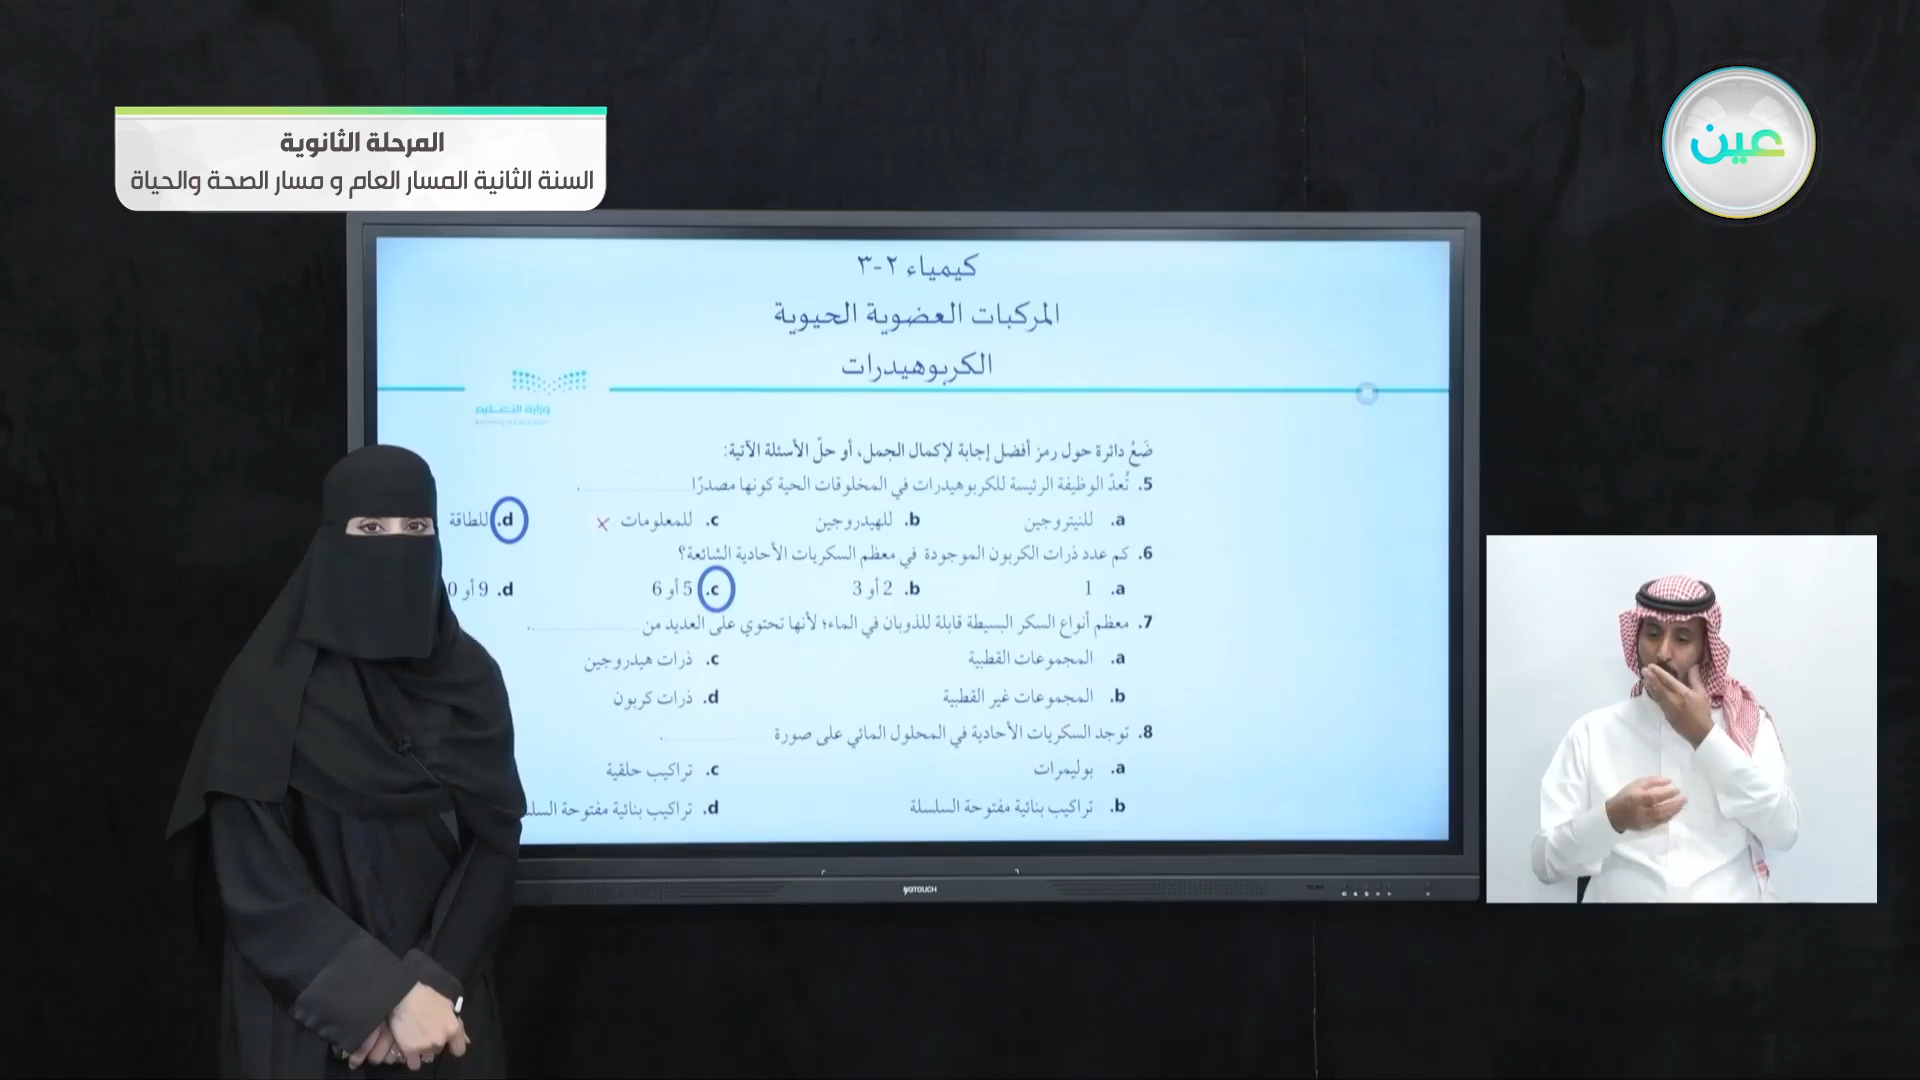 المرحلة الثانوية
السنة الثانية المسار العام و مسار الصحة والحياة
عين
كيمياء ٢-٣
المركبات العضوية الحيوية
الكربوهيدرات
وزارة التعليم
Ministry of Education
ضَعْ دائرة حول رمز أفضل إجابة لإكمال الجمل، أو حلّ الأسئلة الآتية:
5. تُعدّ الوظيفة الرئيسة للكربوهيدرات في المخلوقات الحية كونها مصدرًا .
a. للنيتروجين b. للهيدروجين c. للمعلومات × d. للطاقة
6. كم عدد ذرات الكربون الموجودة في معظم السكريات الأحادية الشائعة؟
a. 1 b. 2 أو 3 c. 5 أو 6 d. 9 أو
7. معظم أنواع السكر البسيطة قابلة للذوبان في الماء؛ لأنها تحتوي على العديد من .
a. المجموعات القطبية c. ذرات هيدروجين
b. المجموعات غير القطبية d. ذرات كربون
8. توجد السكريات الأحادية في المحلول المائي على صورة .
a. بوليمرات c. تراكيب حلقية
b. تراكيب بنائية مفتوحة السلسلة d. تراكيب بنائية مفتوحة